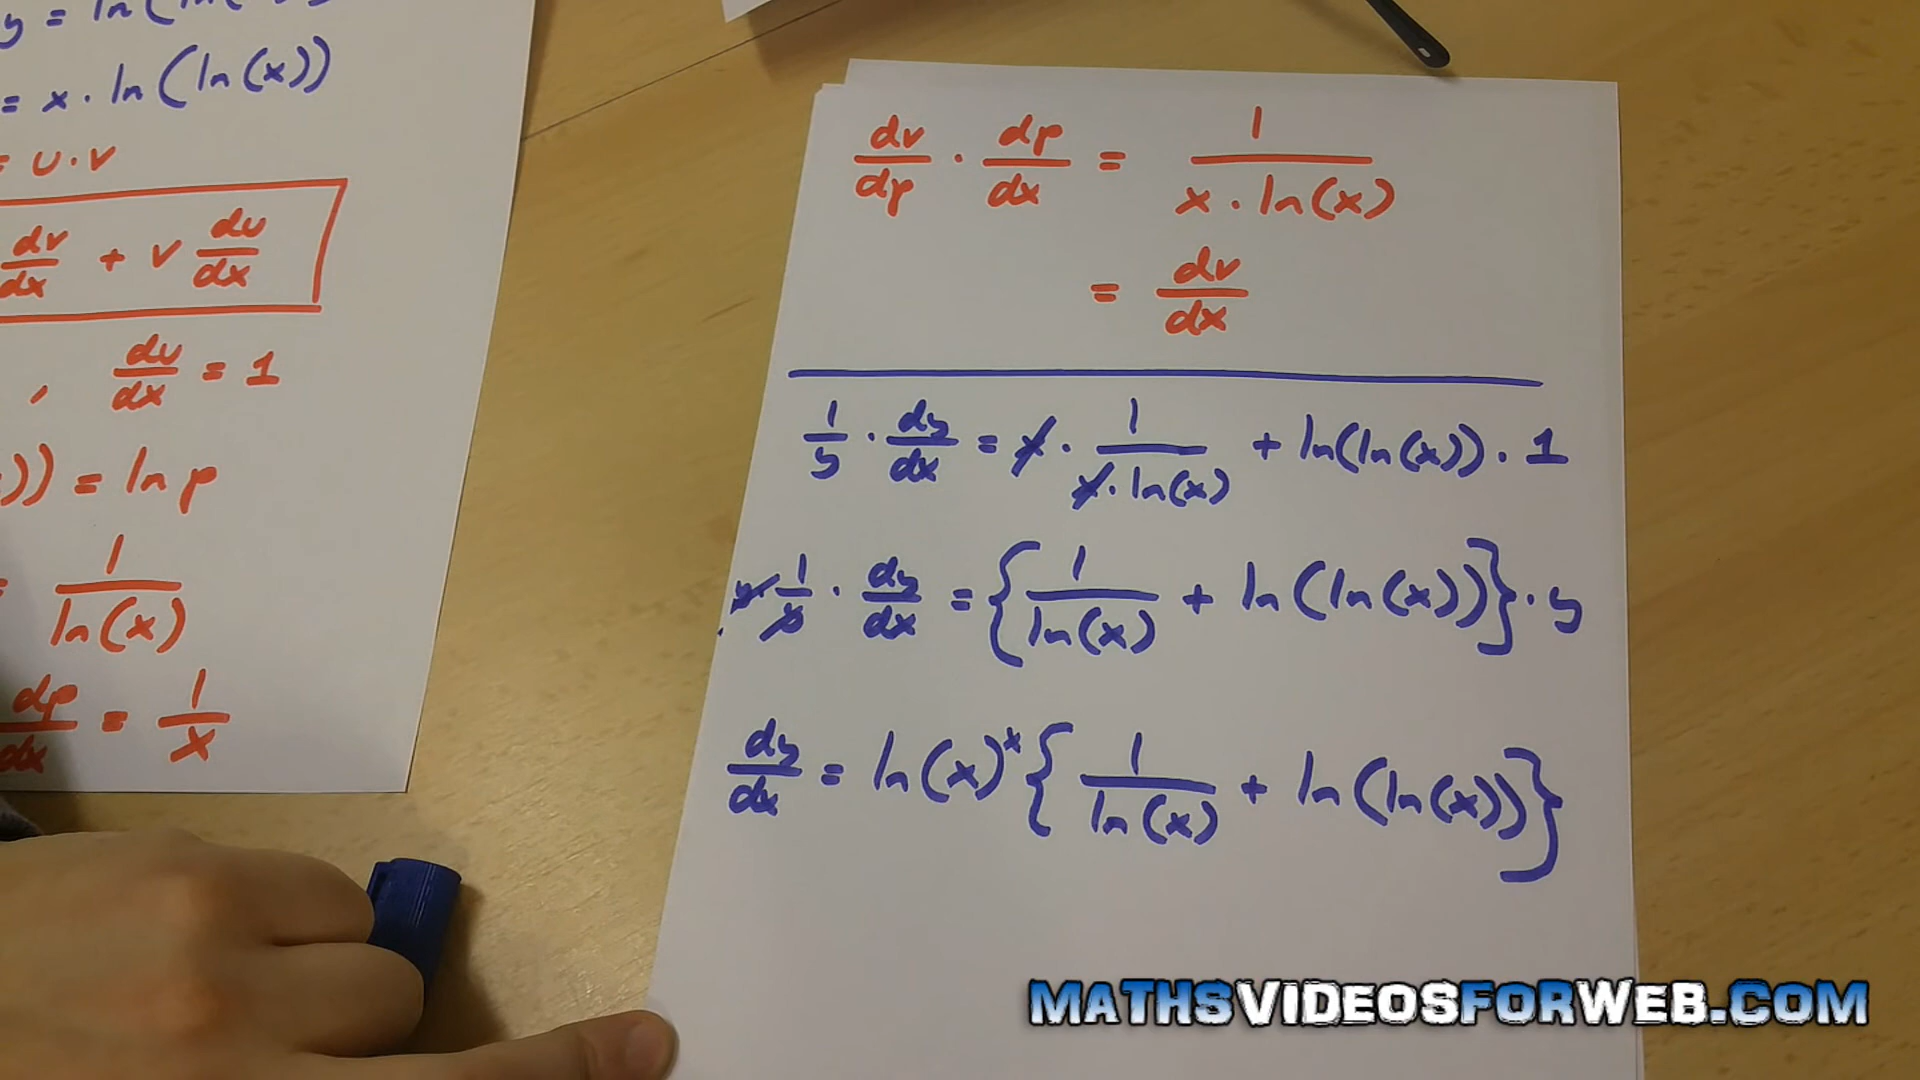 y = ln(ln(
= x · ln(ln(x))
= u·v
dv/dx + v du/dx
, du/dx = 1
)) = ln p
= 1/ln(x)
dp/dx = 1/x
dv/dp · dp/dx = 1/(x · ln(x))
= dv/dx
1/y · dy/dx = x · 1/(x · ln(x)) + ln(ln(x)) · 1
y · 1/y · dy/dx = {1/ln(x) + ln(ln(x))} · y
dy/dx = ln(x)^x {1/ln(x) + ln(ln(x))}
MATHSVIDEOSFORWEB.COM